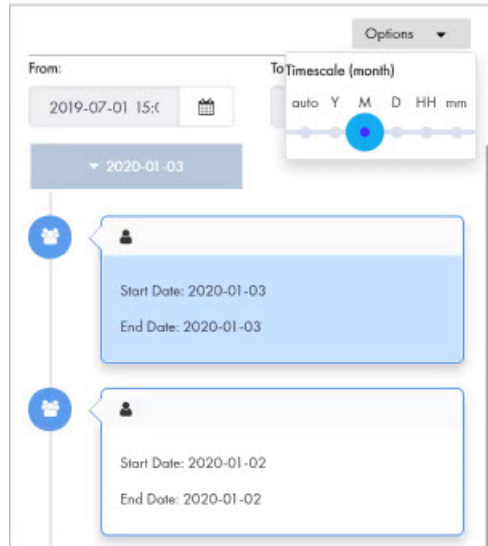 Options
From:
To
Timescale (month)
2019-07-01 15:
auto Y M D HH mm
2020-01-03
Start Date: 2020-01-03
End Date: 2020-01-03
Start Date: 2020-01-02
End Date: 2020-01-02